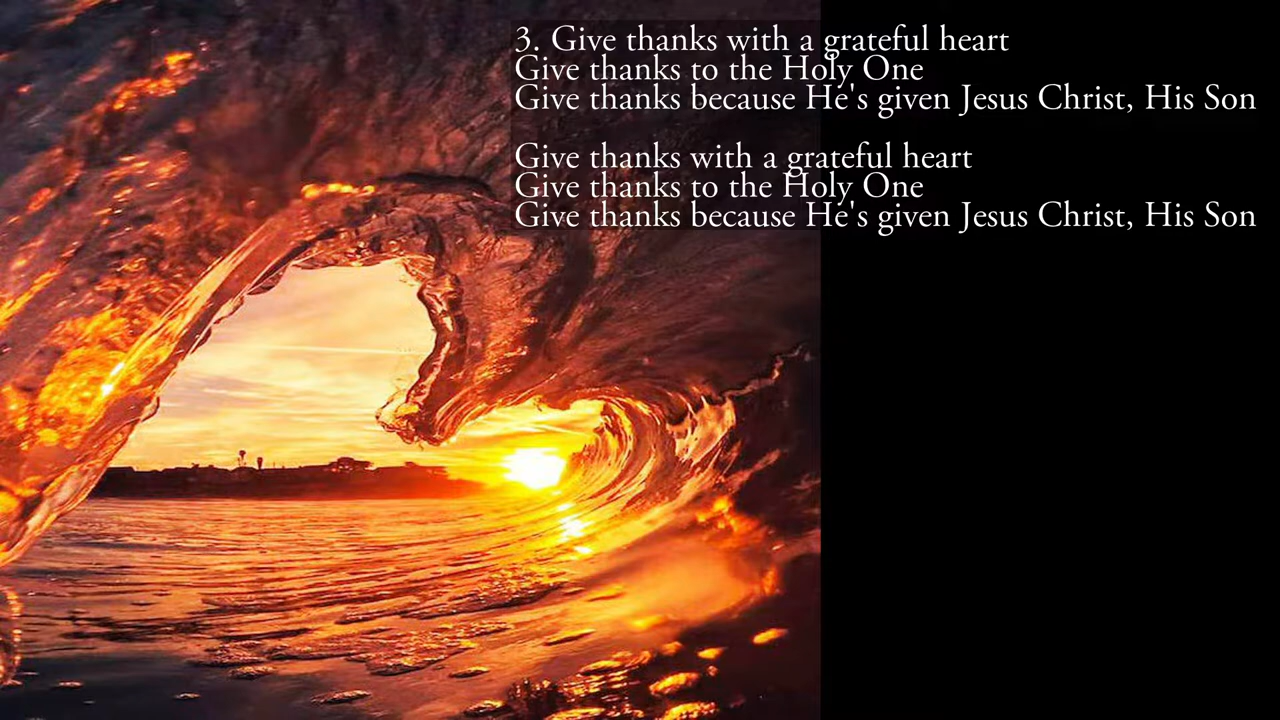 3. Give thanks with a grateful heart
Give thanks to the Holy One
Give thanks because He's given Jesus Christ, His Son
Give thanks with a grateful heart
Give thanks to the Holy One
Give thanks because He's given Jesus Christ, His Son